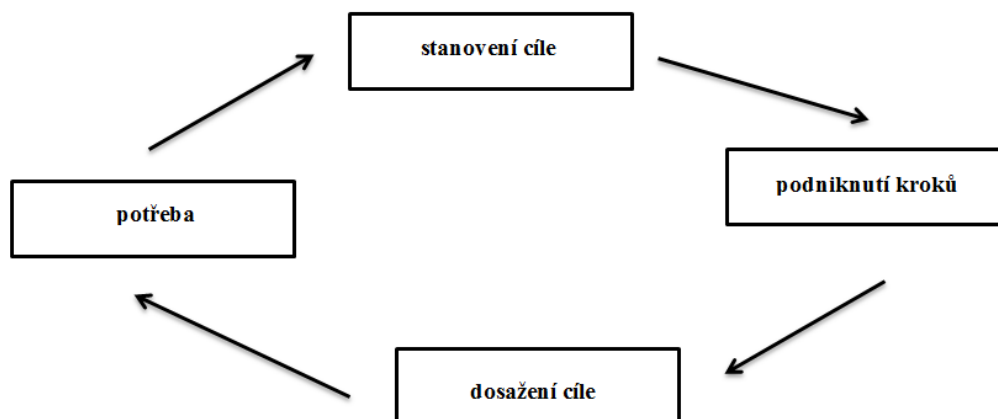 stanovení cíle
podniknutí kroků
potřeba
dosažení cíle